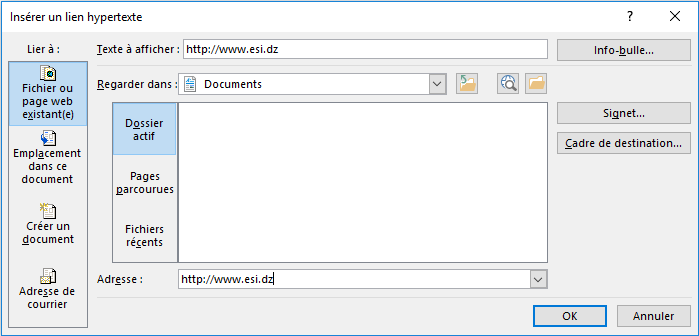 Insérer un lien hypertexte
?
Lier à :
Texte à afficher :
http://www.esi.dz
Info-bulle...
Fichier ou
page web
existant(e)
Regarder dans :
Documents
Dossier
actif
Signet...
Emplacement
dans ce
document
Cadre de destination...
Pages
parcourues
Créer un
document
Fichiers
récents
Adresse de
courrier
Adresse :
http://www.esi.dz
OK
Annuler